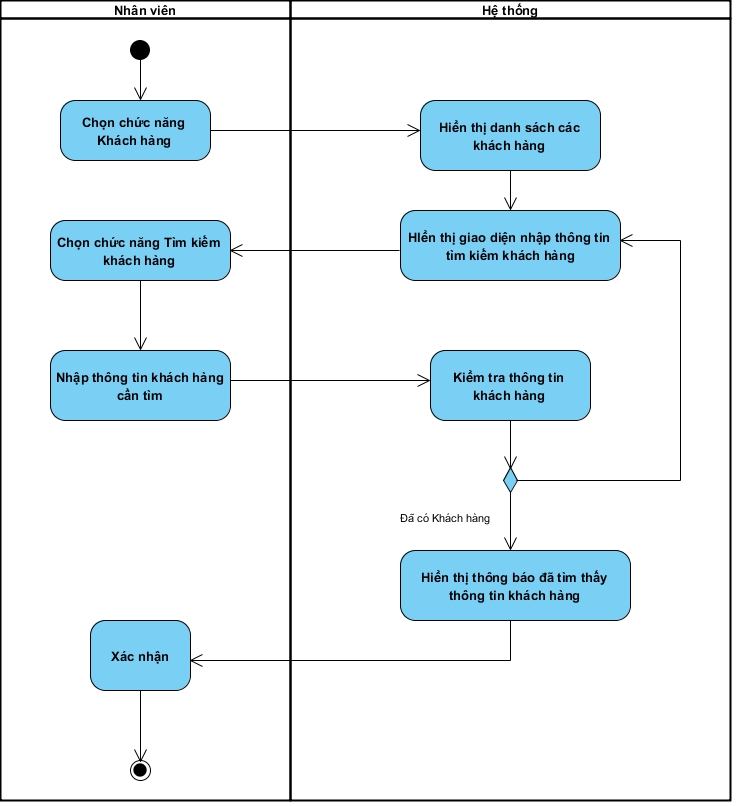 Nhân viên
Hệ thống
Chọn chức năng
Khách hàng
Hiển thị danh sách các
khách hàng
HIển thị giao diện nhập thông tin
tìm kiếm khách hàng
Chọn chức năng Tìm kiếm
khách hàng
Nhập thông tin khách hàng
cần tìm
Kiểm tra thông tin
khách hàng
Đã có Khách hàng
Hiển thị thông báo đã tìm thấy
thông tin khách hàng
Xác nhận